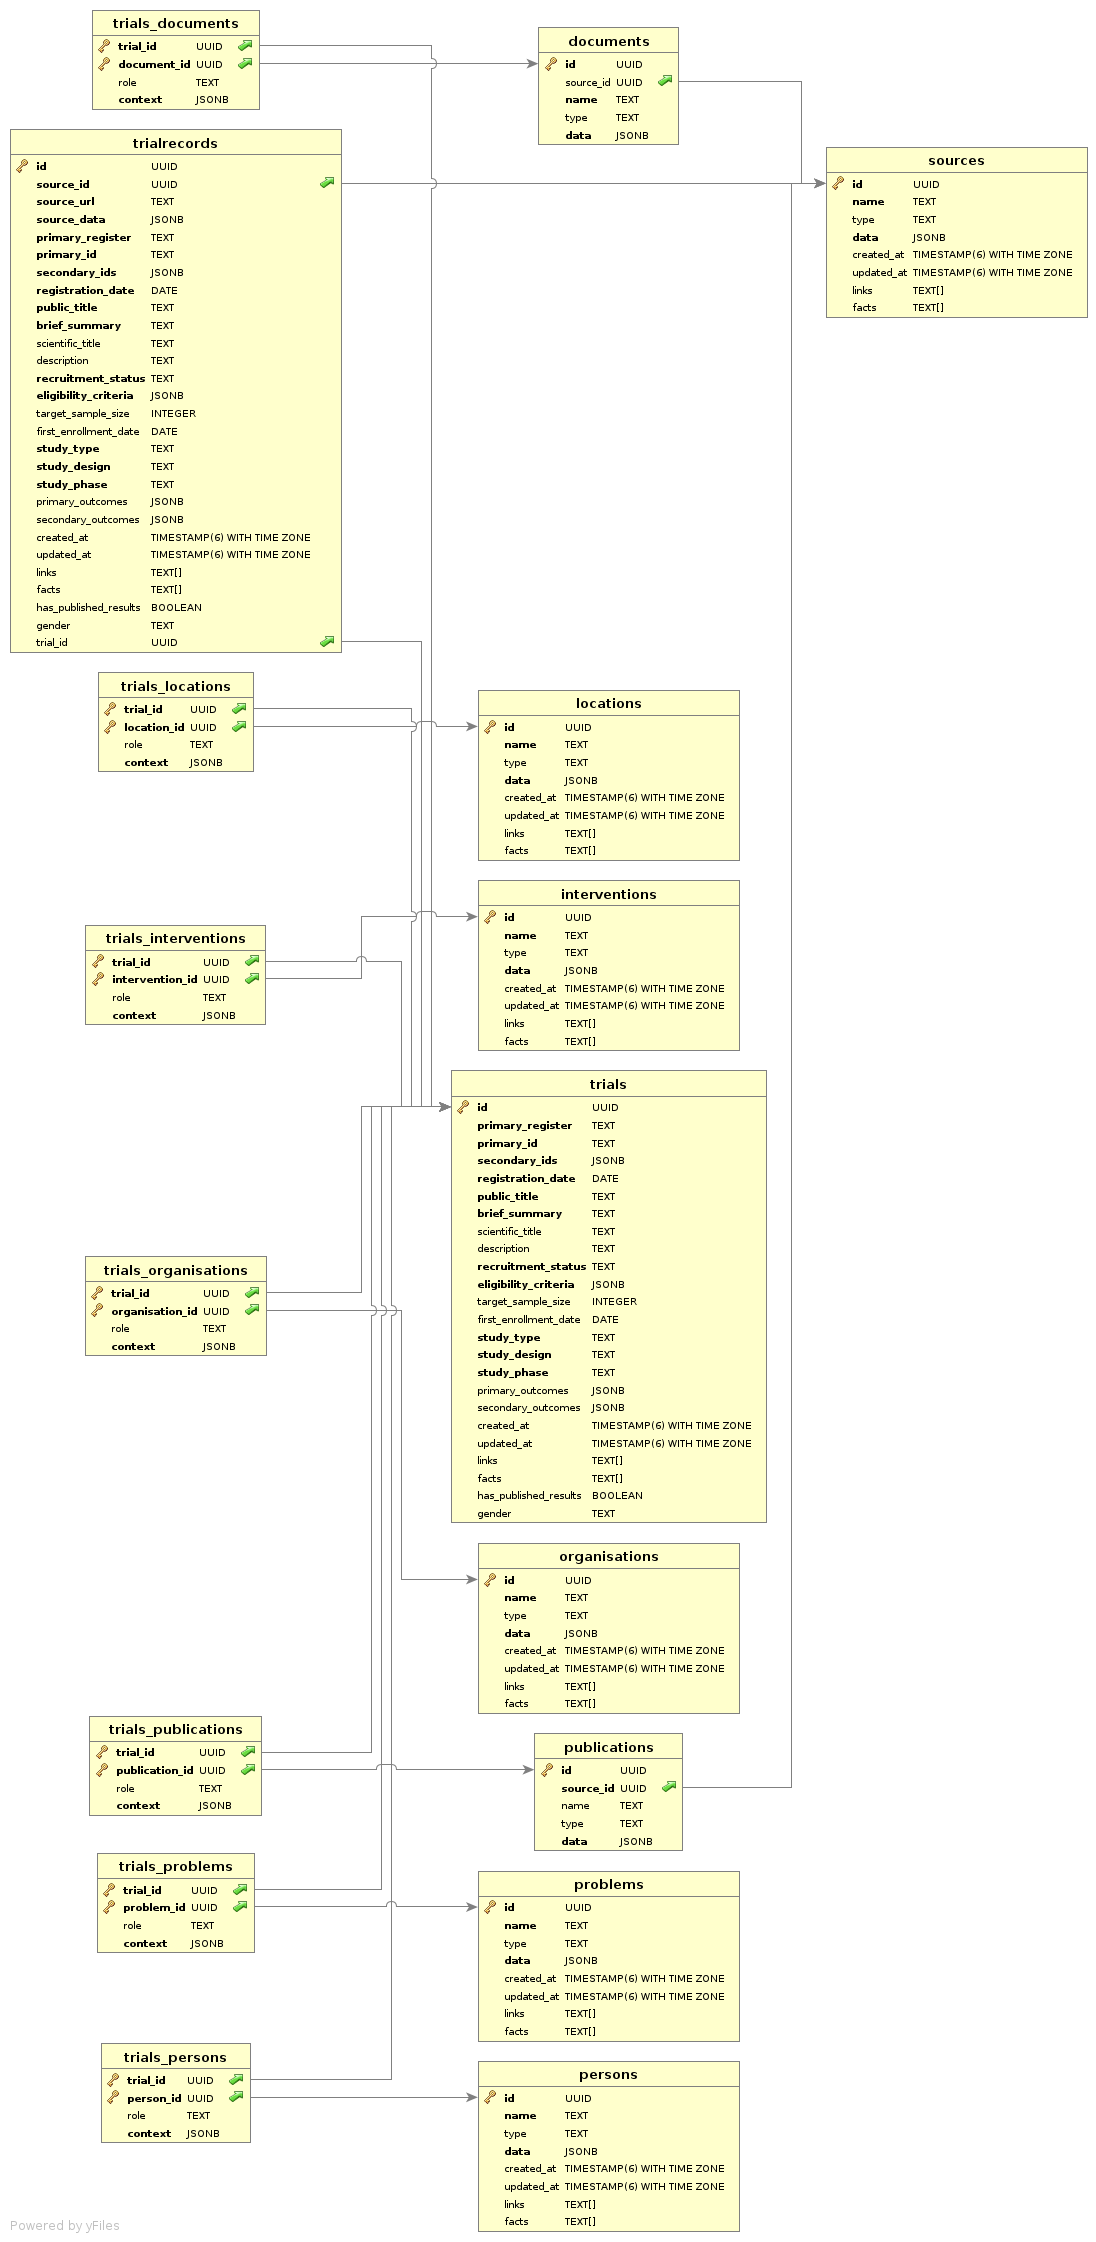 trials_documents
trial_id UUID
document_id UUID
role TEXT
context JSONB
documents
id UUID
source_id UUID
name TEXT
type TEXT
data JSONB
trialrecords
id UUID
source_id UUID
source_url TEXT
source_data JSONB
primary_register TEXT
primary_id TEXT
secondary_ids JSONB
registration_date DATE
public_title TEXT
brief_summary TEXT
scientific_title TEXT
description TEXT
recruitment_status TEXT
eligibility_criteria JSONB
target_sample_size INTEGER
first_enrollment_date DATE
study_type TEXT
study_design TEXT
study_phase TEXT
primary_outcomes JSONB
secondary_outcomes JSONB
created_at TIMESTAMP(6) WITH TIME ZONE
updated_at TIMESTAMP(6) WITH TIME ZONE
links TEXT[]
facts TEXT[]
has_published_results BOOLEAN
gender TEXT
trial_id UUID
sources
id UUID
name TEXT
type TEXT
data JSONB
created_at TIMESTAMP(6) WITH TIME ZONE
updated_at TIMESTAMP(6) WITH TIME ZONE
links TEXT[]
facts TEXT[]
trials_locations
trial_id UUID
location_id UUID
role TEXT
context JSONB
locations
id UUID
name TEXT
type TEXT
data JSONB
created_at TIMESTAMP(6) WITH TIME ZONE
updated_at TIMESTAMP(6) WITH TIME ZONE
links TEXT[]
facts TEXT[]
trials_interventions
trial_id UUID
intervention_id UUID
role TEXT
context JSONB
interventions
id UUID
name TEXT
type TEXT
data JSONB
created_at TIMESTAMP(6) WITH TIME ZONE
updated_at TIMESTAMP(6) WITH TIME ZONE
links TEXT[]
facts TEXT[]
trials
id UUID
primary_register TEXT
primary_id TEXT
secondary_ids JSONB
registration_date DATE
public_title TEXT
brief_summary TEXT
scientific_title TEXT
description TEXT
recruitment_status TEXT
eligibility_criteria JSONB
target_sample_size INTEGER
first_enrollment_date DATE
study_type TEXT
study_design TEXT
study_phase TEXT
primary_outcomes JSONB
secondary_outcomes JSONB
created_at TIMESTAMP(6) WITH TIME ZONE
updated_at TIMESTAMP(6) WITH TIME ZONE
links TEXT[]
facts TEXT[]
has_published_results BOOLEAN
gender TEXT
trials_organisations
trial_id UUID
organisation_id UUID
role TEXT
context JSONB
organisations
id UUID
name TEXT
type TEXT
data JSONB
created_at TIMESTAMP(6) WITH TIME ZONE
updated_at TIMESTAMP(6) WITH TIME ZONE
links TEXT[]
facts TEXT[]
trials_publications
trial_id UUID
publication_id UUID
role TEXT
context JSONB
publications
id UUID
source_id UUID
name TEXT
type TEXT
data JSONB
trials_problems
trial_id UUID
problem_id UUID
role TEXT
context JSONB
problems
id UUID
name TEXT
type TEXT
data JSONB
created_at TIMESTAMP(6) WITH TIME ZONE
updated_at TIMESTAMP(6) WITH TIME ZONE
links TEXT[]
facts TEXT[]
trials_persons
trial_id UUID
person_id UUID
role TEXT
context JSONB
persons
id UUID
name TEXT
type TEXT
data JSONB
created_at TIMESTAMP(6) WITH TIME ZONE
updated_at TIMESTAMP(6) WITH TIME ZONE
links TEXT[]
facts TEXT[]
Powered by yFiles